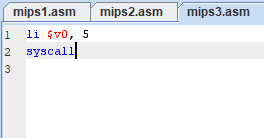 mips1.asm mips2.asm mips3.asm
1 li $v0, 5
2 syscall
3